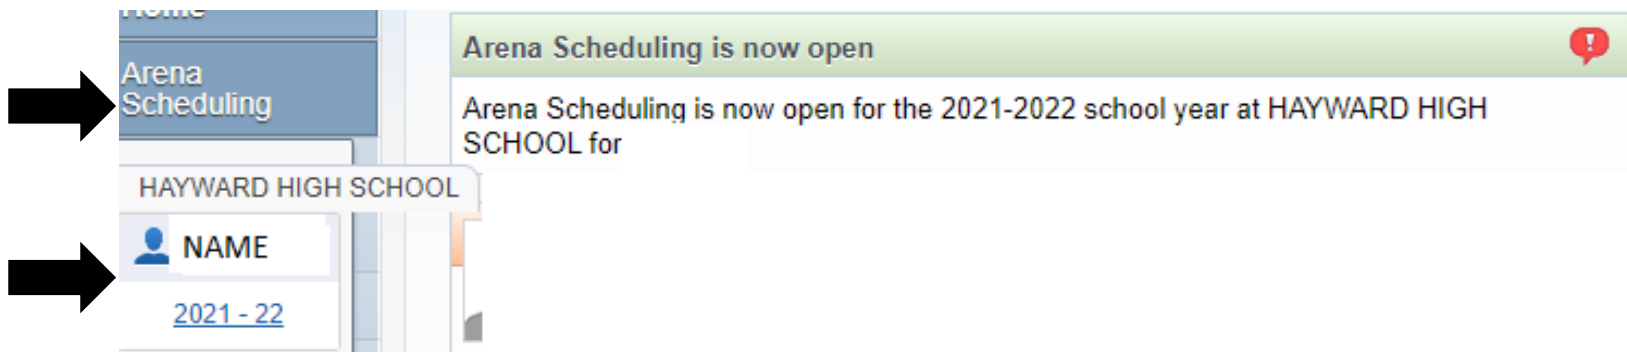 Home
Arena
Scheduling
HAYWARD HIGH SCHOOL
NAME
2021 - 22
Arena Scheduling is now open
Arena Scheduling is now open for the 2021-2022 school year at HAYWARD HIGH
SCHOOL for